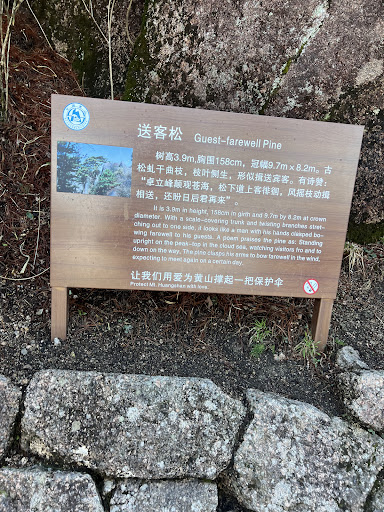 送客松 Guest-farewell Pine
树高3.9m,胸围158cm，冠幅9.7m×8.2m。古
松虬干曲枝，枝叶侧生，形似揖送宾客。有诗赞：
“卓立峰巅观苍海，松下道上客徘徊，风摇枝动频
相送，还盼日后君再来”。
It is 3.9m in height, 158cm in girth and 9.7m by 8.2m at crown
diameter. With a scale-covering trunk and twisting branches stret-
ching out to one side, it looks like a man with his hands clasped bo-
wing farewell to his guests. A poem praises the pine as: Standing
upright on the peak-top in the cloud sea, watching visitors fro and to
down on the way, The pine clasps his arms to bow farewell in the wind,
expecting to meet again on a certain day.
让我们用爱为黄山撑起一把保护伞
Protect Mt. Huangshan with love.